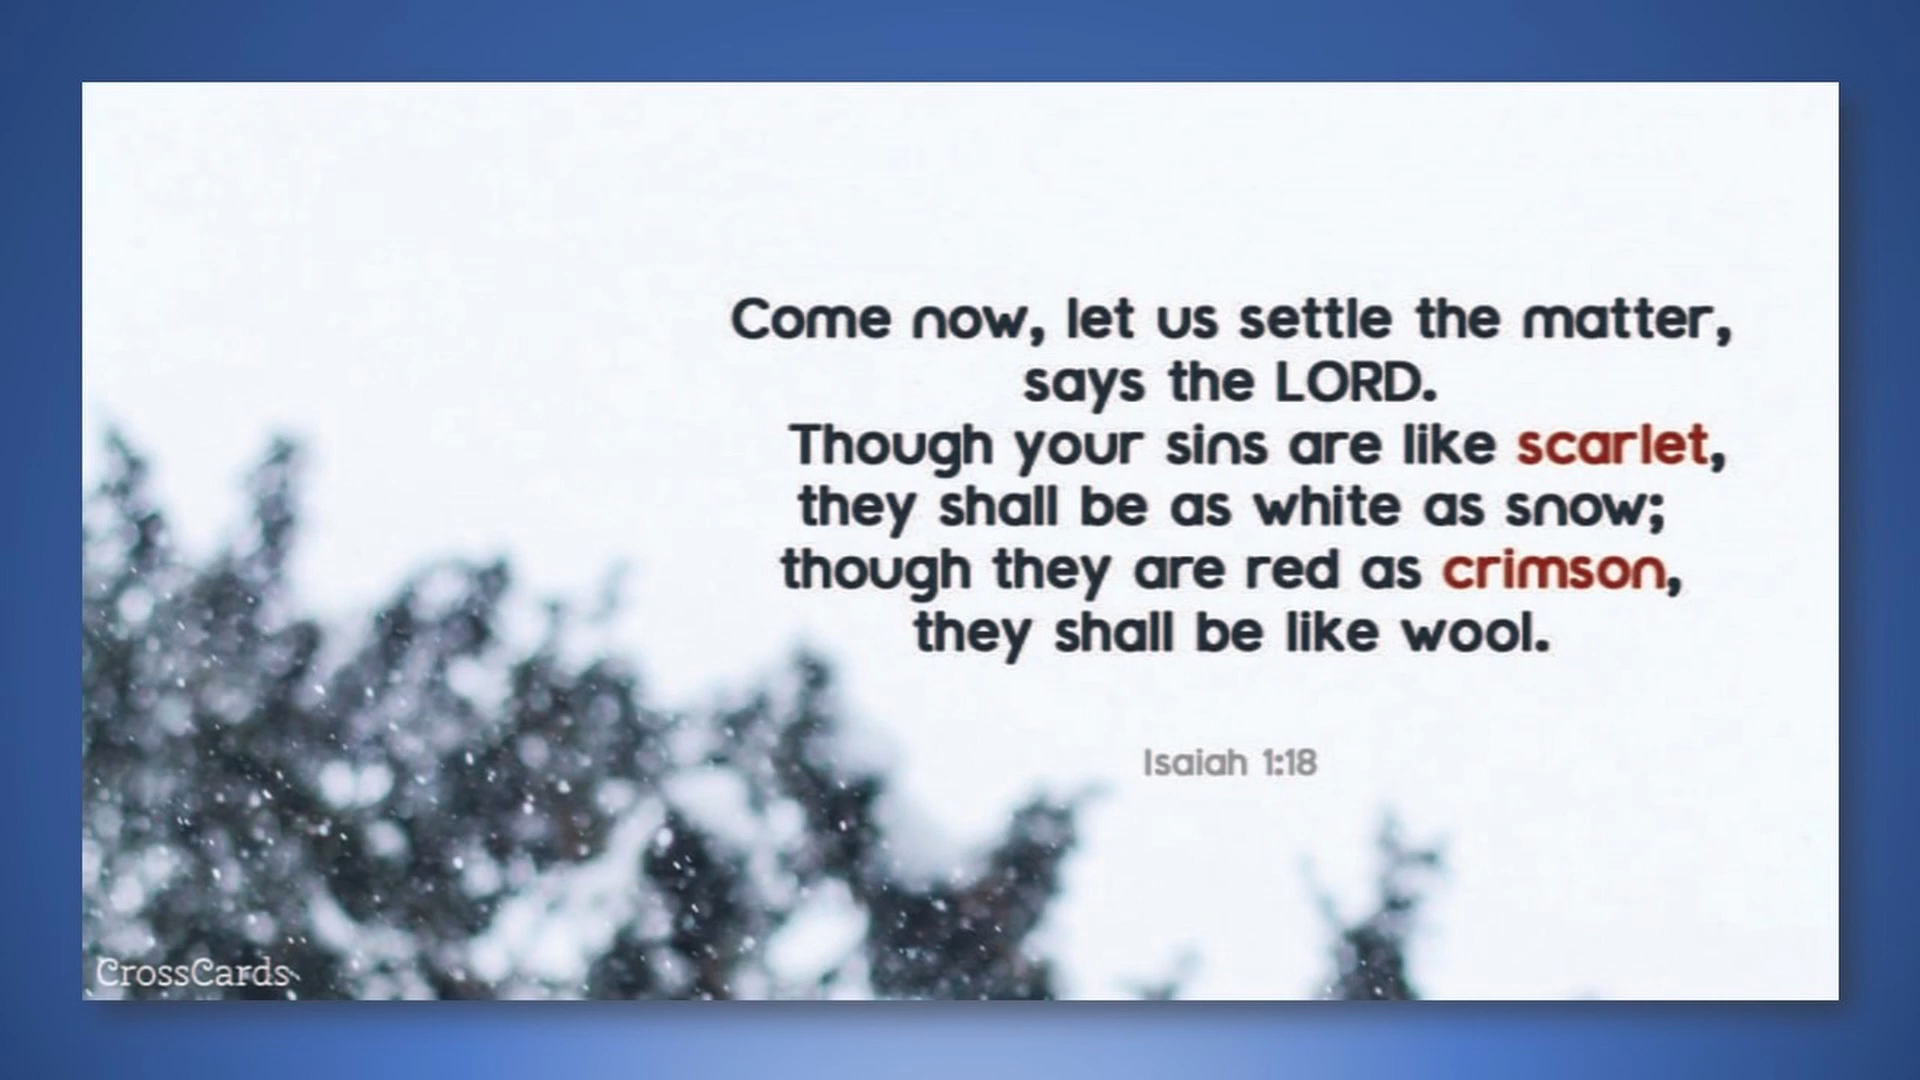 Come now, let us settle the matter,
says the LORD.
Though your sins are like scarlet,
they shall be as white as snow;
though they are red as crimson,
they shall be like wool.
Isaiah 1:18
CrossCards